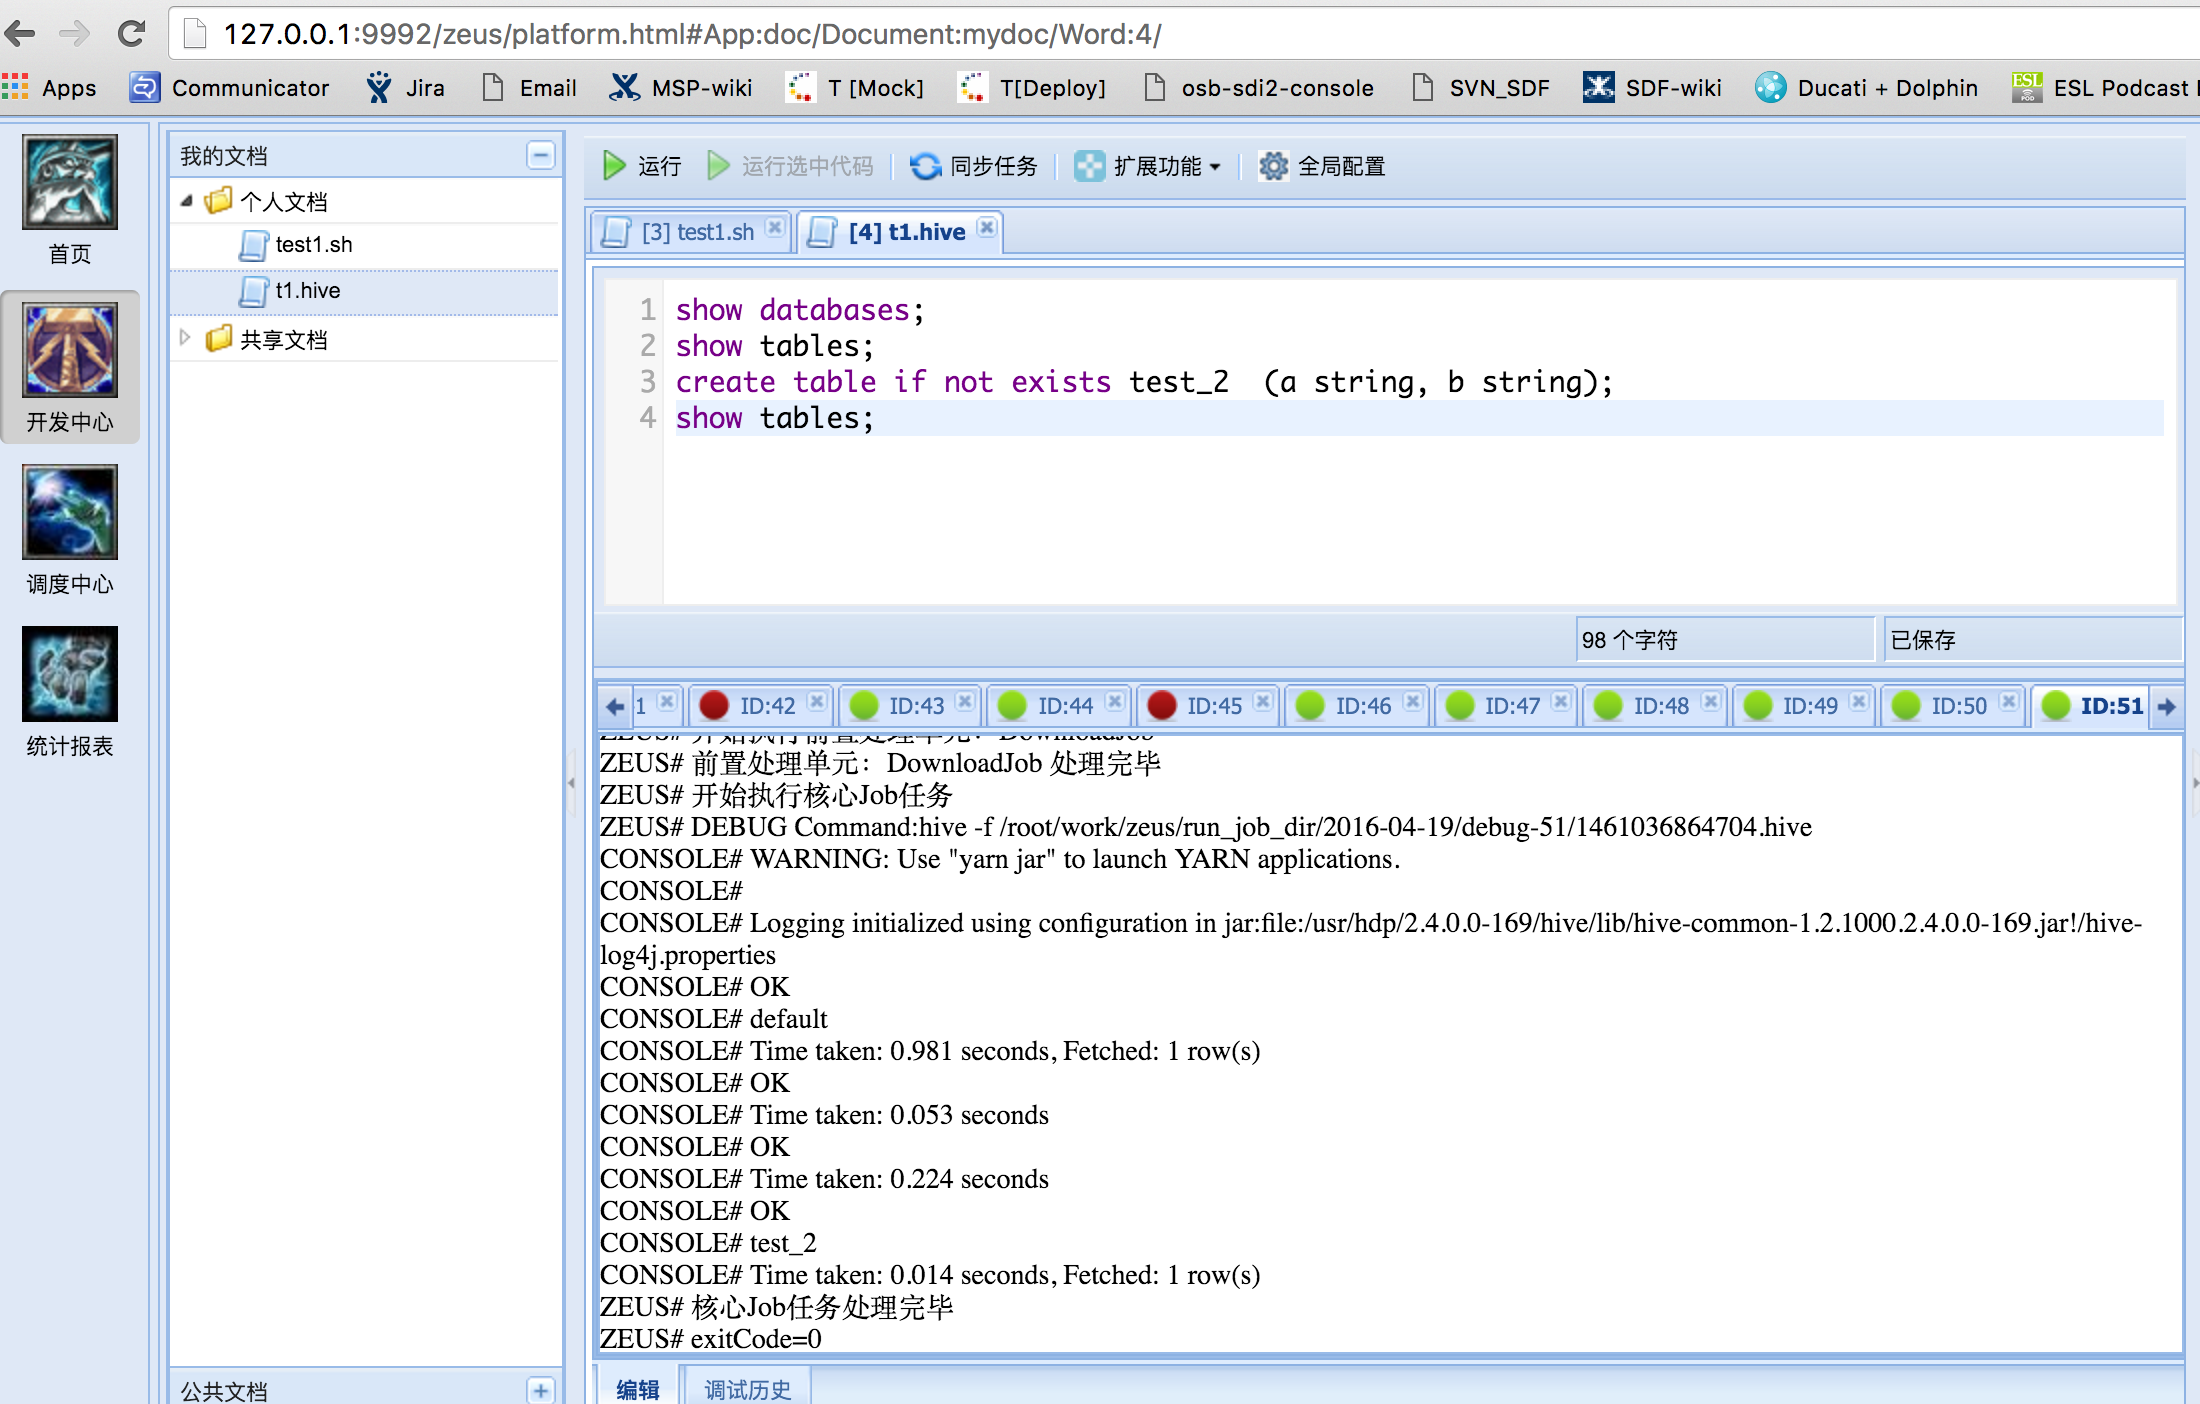 127.0.0.1:9992/zeus/platform.html#App:doc/Document:mydoc/Word:4/
Apps Communicator Jira Email MSP-wiki T [Mock] T[Deploy] osb-sdi2-console SVN_SDF SDF-wiki Ducati + Dolphin ESL Podcast
首页
开发中心
调度中心
统计报表
我的文档
个人文档
test1.sh
t1.hive
共享文档
公共文档
运行 运行选中代码 同步任务 扩展功能 全局配置
[3] test1.sh [4] t1.hive
1 show databases;
2 show tables;
3 create table if not exists test_2  (a string, b string);
4 show tables;
98 个字符 已保存
1 ID:42 ID:43 ID:44 ID:45 ID:46 ID:47 ID:48 ID:49 ID:50 ID:51
ZEUS# 开始执行前置处理单元：DownloadJob
ZEUS# 前置处理单元：DownloadJob 处理完毕
ZEUS# 开始执行核心Job任务
ZEUS# DEBUG Command:hive -f /root/work/zeus/run_job_dir/2016-04-19/debug-51/1461036864704.hive
CONSOLE# WARNING: Use "yarn jar" to launch YARN applications.
CONSOLE#
CONSOLE# Logging initialized using configuration in jar:file:/usr/hdp/2.4.0.0-169/hive/lib/hive-common-1.2.1000.2.4.0.0-169.jar!/hive-
log4j.properties
CONSOLE# OK
CONSOLE# default
CONSOLE# Time taken: 0.981 seconds, Fetched: 1 row(s)
CONSOLE# OK
CONSOLE# Time taken: 0.053 seconds
CONSOLE# OK
CONSOLE# Time taken: 0.224 seconds
CONSOLE# OK
CONSOLE# test_2
CONSOLE# Time taken: 0.014 seconds, Fetched: 1 row(s)
ZEUS# 核心Job任务处理完毕
ZEUS# exitCode=0
编辑 调试历史